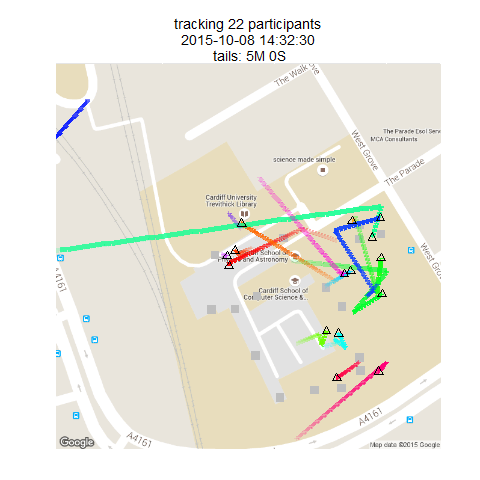 tracking 22 participants
2015-10-08 14:32:30
tails: 5M 0S
The Walk
West Grove
The Parade Esol Serv
MCA Consultants
science made simple
The Parade
Cardiff University
Trevithick Library
West Grove
Cardiff School of
and Astronomy
Cardiff School of
Computer Science &...
A4161
A4161
A4161
Google
Map data ©2015 Google